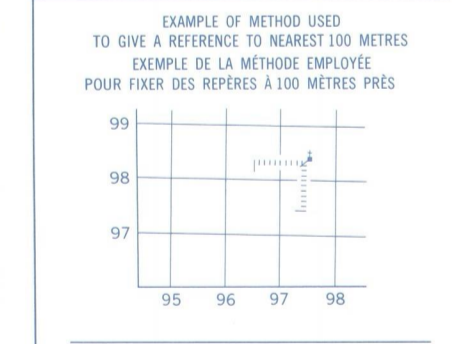 EXAMPLE OF METHOD USED
TO GIVE A REFERENCE TO NEAREST 100 METRES
EXEMPLE DE LA MÉTHODE EMPLOYÉE
POUR FIXER DES REPÈRES À 100 MÈTRES PRÈS
99
98
97
95 96 97 98